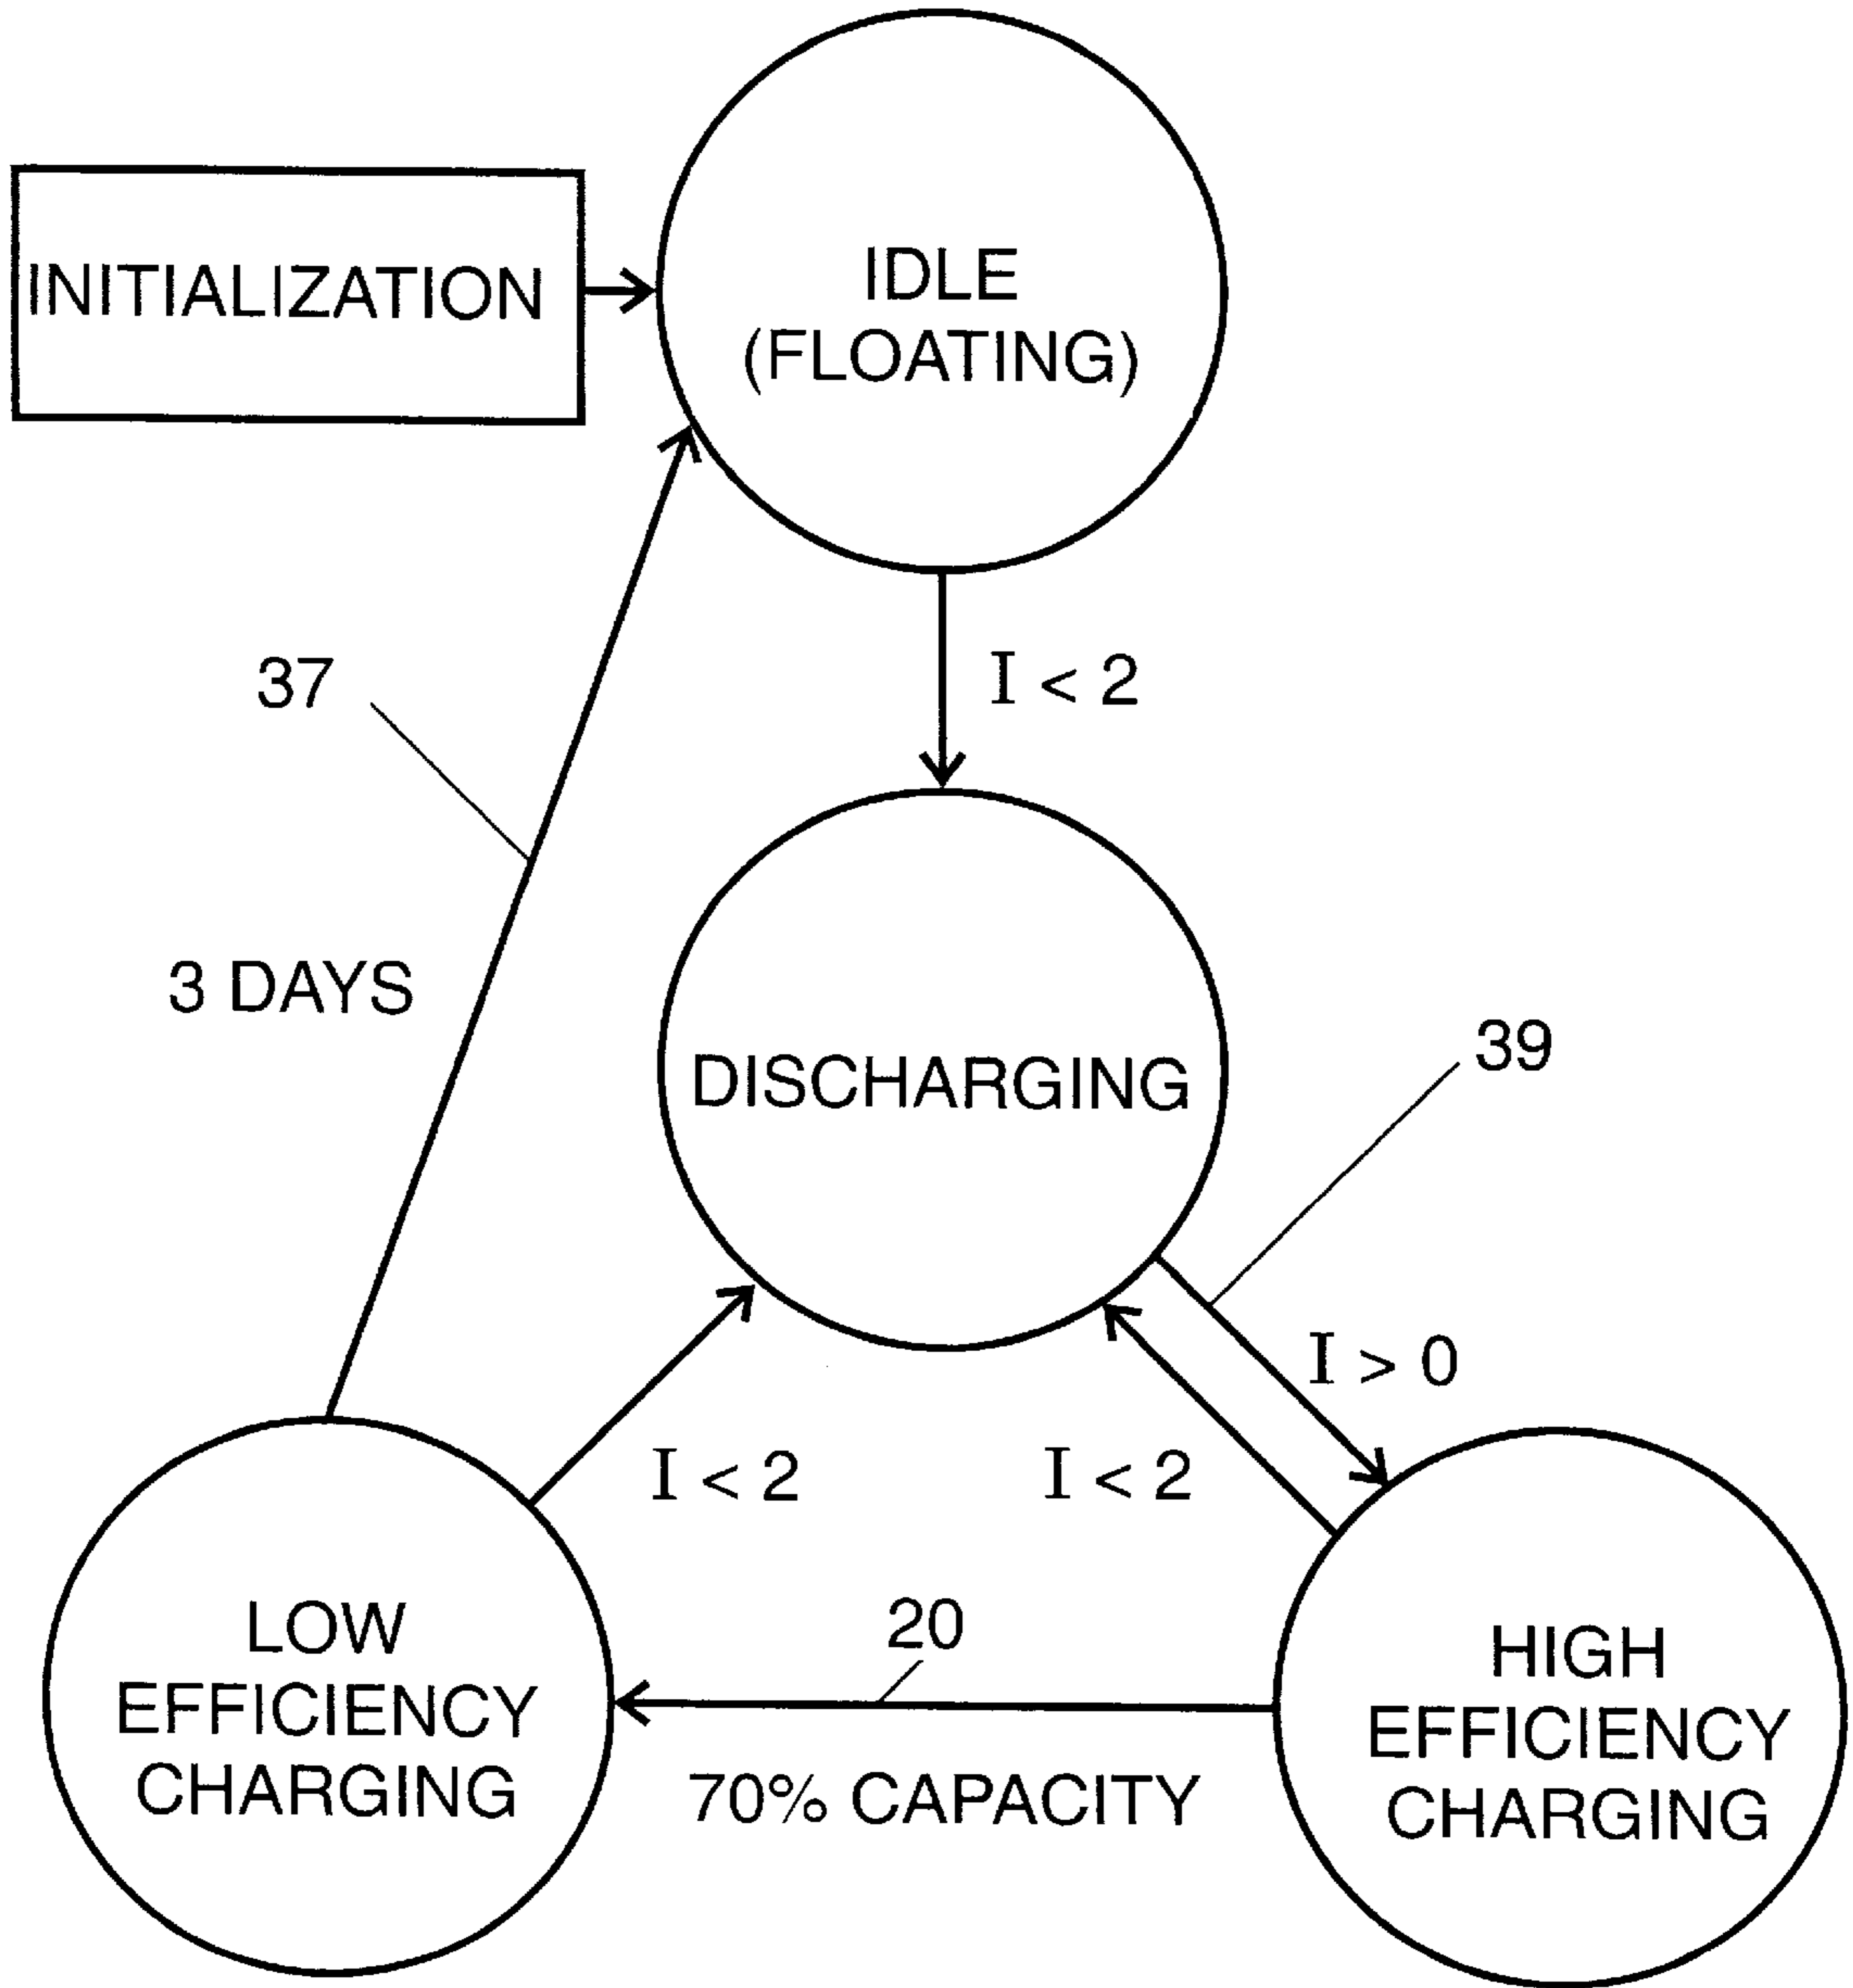 INITIALIZATION
IDLE
(FLOATING)
37
I < 2
3 DAYS
DISCHARGING
39
I > 0
I < 2
I < 2
LOW
EFFICIENCY
CHARGING
20
70% CAPACITY
HIGH
EFFICIENCY
CHARGING